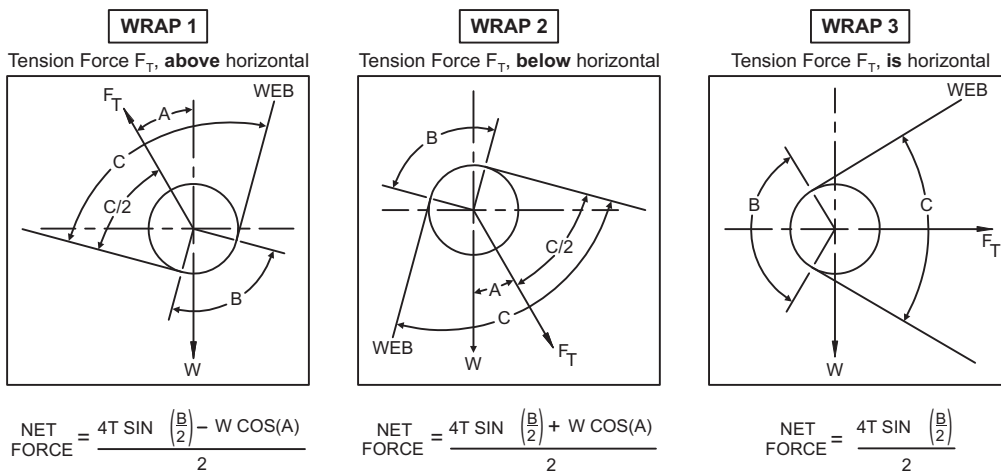 WRAP 1
Tension Force F_T, above horizontal
F_T
A
WEB
C
C/2
B
W
NET FORCE = (4T SIN (B/2) – W COS(A)) / 2
WRAP 2
Tension Force F_T, below horizontal
B
C/2
A
C
WEB
F_T
W
NET FORCE = (4T SIN (B/2) + W COS(A)) / 2
WRAP 3
Tension Force F_T, is horizontal
WEB
B
C
F_T
W
NET FORCE = (4T SIN (B/2)) / 2